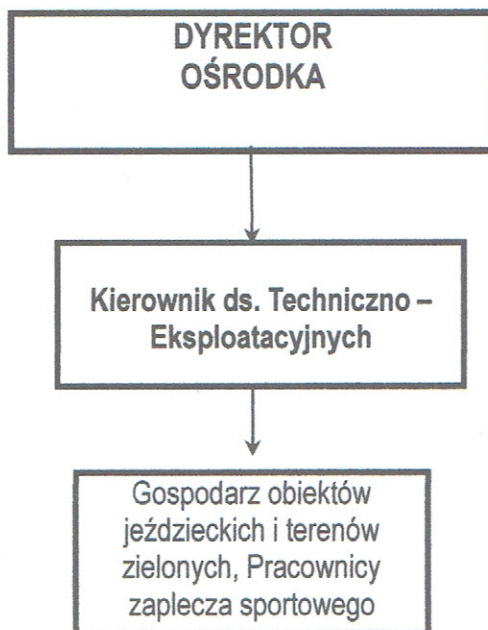 DYREKTOR
OŚRODKA
Kierownik ds. Techniczno –
Eksploatacyjnych
Gospodarz obiektów
jeździeckich i terenów
zielonych, Pracownicy
zaplecza sportowego